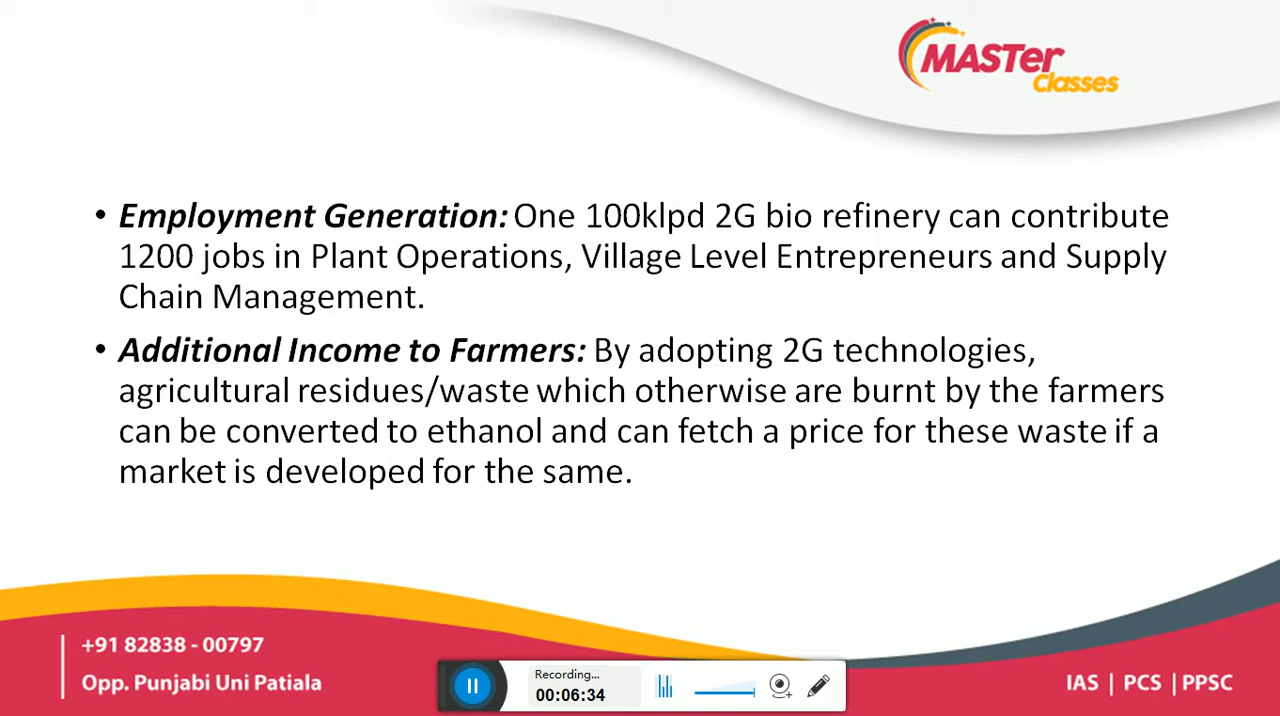 MASTer
Classes
• Employment Generation: One 100klpd 2G bio refinery can contribute
1200 jobs in Plant Operations, Village Level Entrepreneurs and Supply
Chain Management.
• Additional Income to Farmers: By adopting 2G technologies,
agricultural residues/waste which otherwise are burnt by the farmers
can be converted to ethanol and can fetch a price for these waste if a
market is developed for the same.
+91 82838 - 00797
Opp. Punjabi Uni Patiala
Recording...
00:06:34
IAS | PCS | PPSC